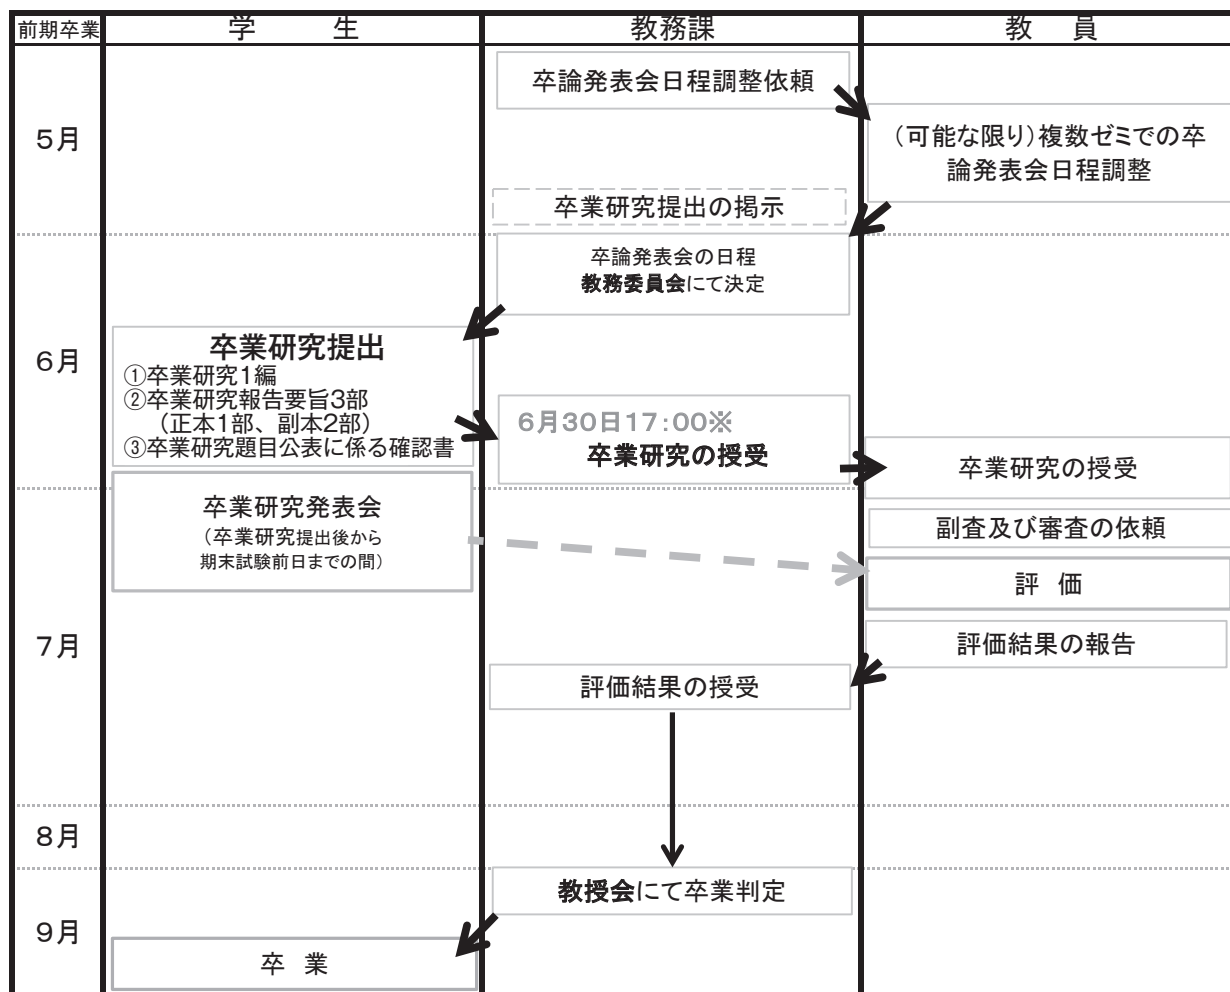 前期卒業
学　　生
教務課
教　員
5月
卒論発表会日程調整依頼
（可能な限り）複数ゼミでの卒
論発表会日程調整
卒業研究提出の掲示
6月
卒論発表会の日程
教務委員会にて決定
卒業研究提出
①卒業研究1編
②卒業研究報告要旨3部
（正本1部、副本2部）
③卒業研究題目公表に係る確認書
6月30日17:00※
卒業研究の授受
卒業研究の授受
7月
卒業研究発表会
（卒業研究提出後から
期末試験前日までの間）
副査及び審査の依頼
評　価
評価結果の報告
評価結果の授受
8月
9月
教授会にて卒業判定
卒　業